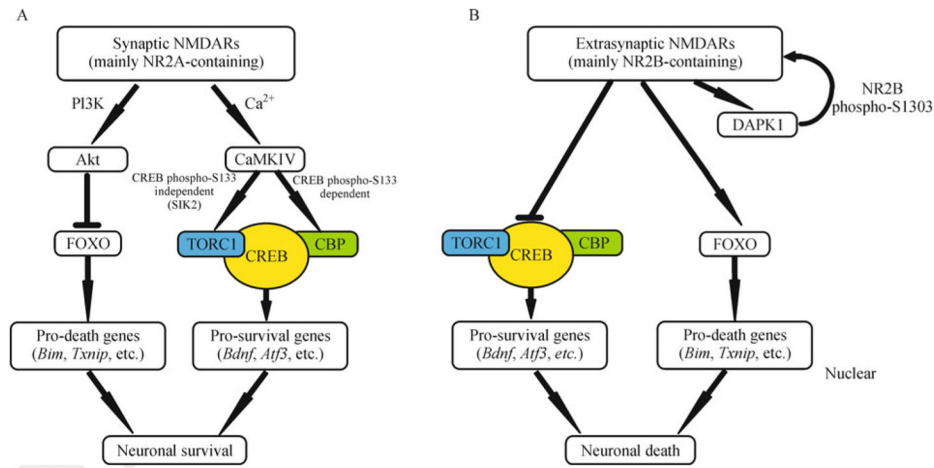 A
Synaptic NMDARs
(mainly NR2A-containing)
PI3K
Ca²⁺
Akt
CaMKIV
CREB phospho-S133
independent
(SIK2)
CREB phospho-S133
dependent
FOXO
TORC1
CREB
CBP
Pro-death genes
(Bim, Txnip, etc.)
Pro-survival genes
(Bdnf, Atf3, etc.)
Neuronal survival
B
Extrasynaptic NMDARs
(mainly NR2B-containing)
NR2B
phospho-S1303
DAPK1
TORC1
CREB
CBP
FOXO
Pro-survival genes
(Bdnf, Atf3, etc.)
Pro-death genes
(Bim, Txnip, etc.)
Nuclear
Neuronal death